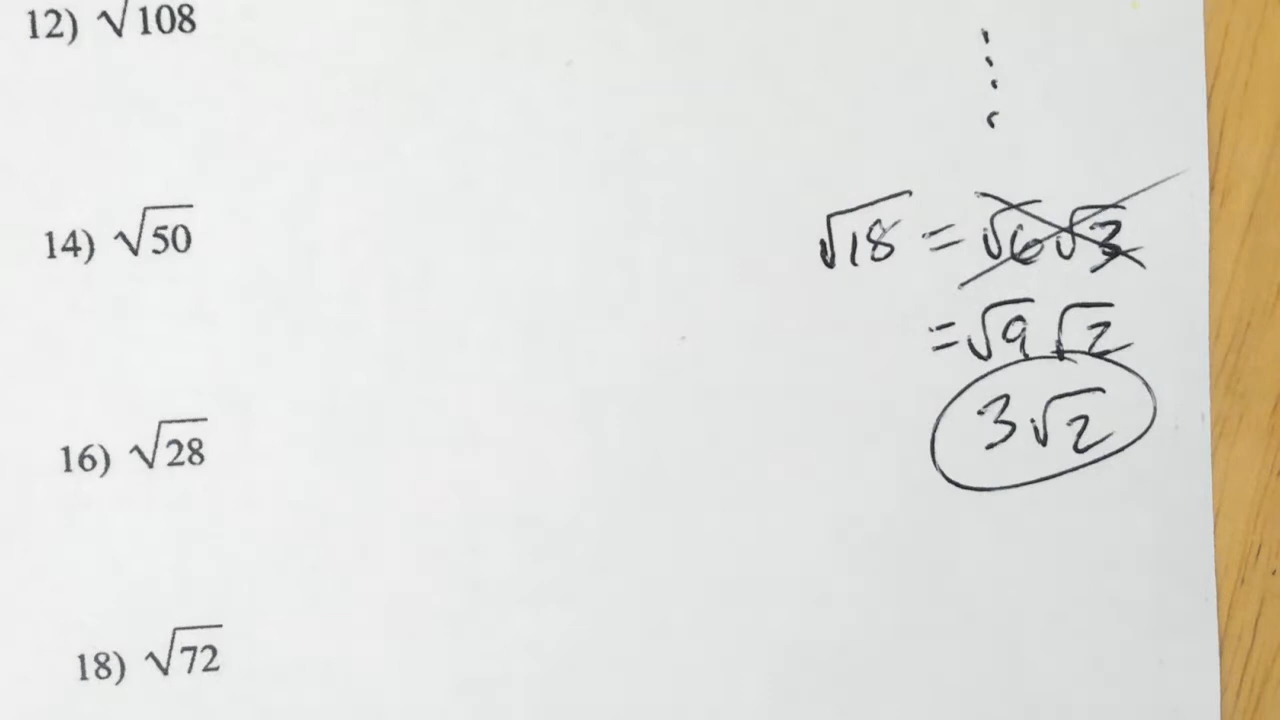 12) √108
14) √50
√18 = √6 √3
= √9 √2
3√2
16) √28
18) √72